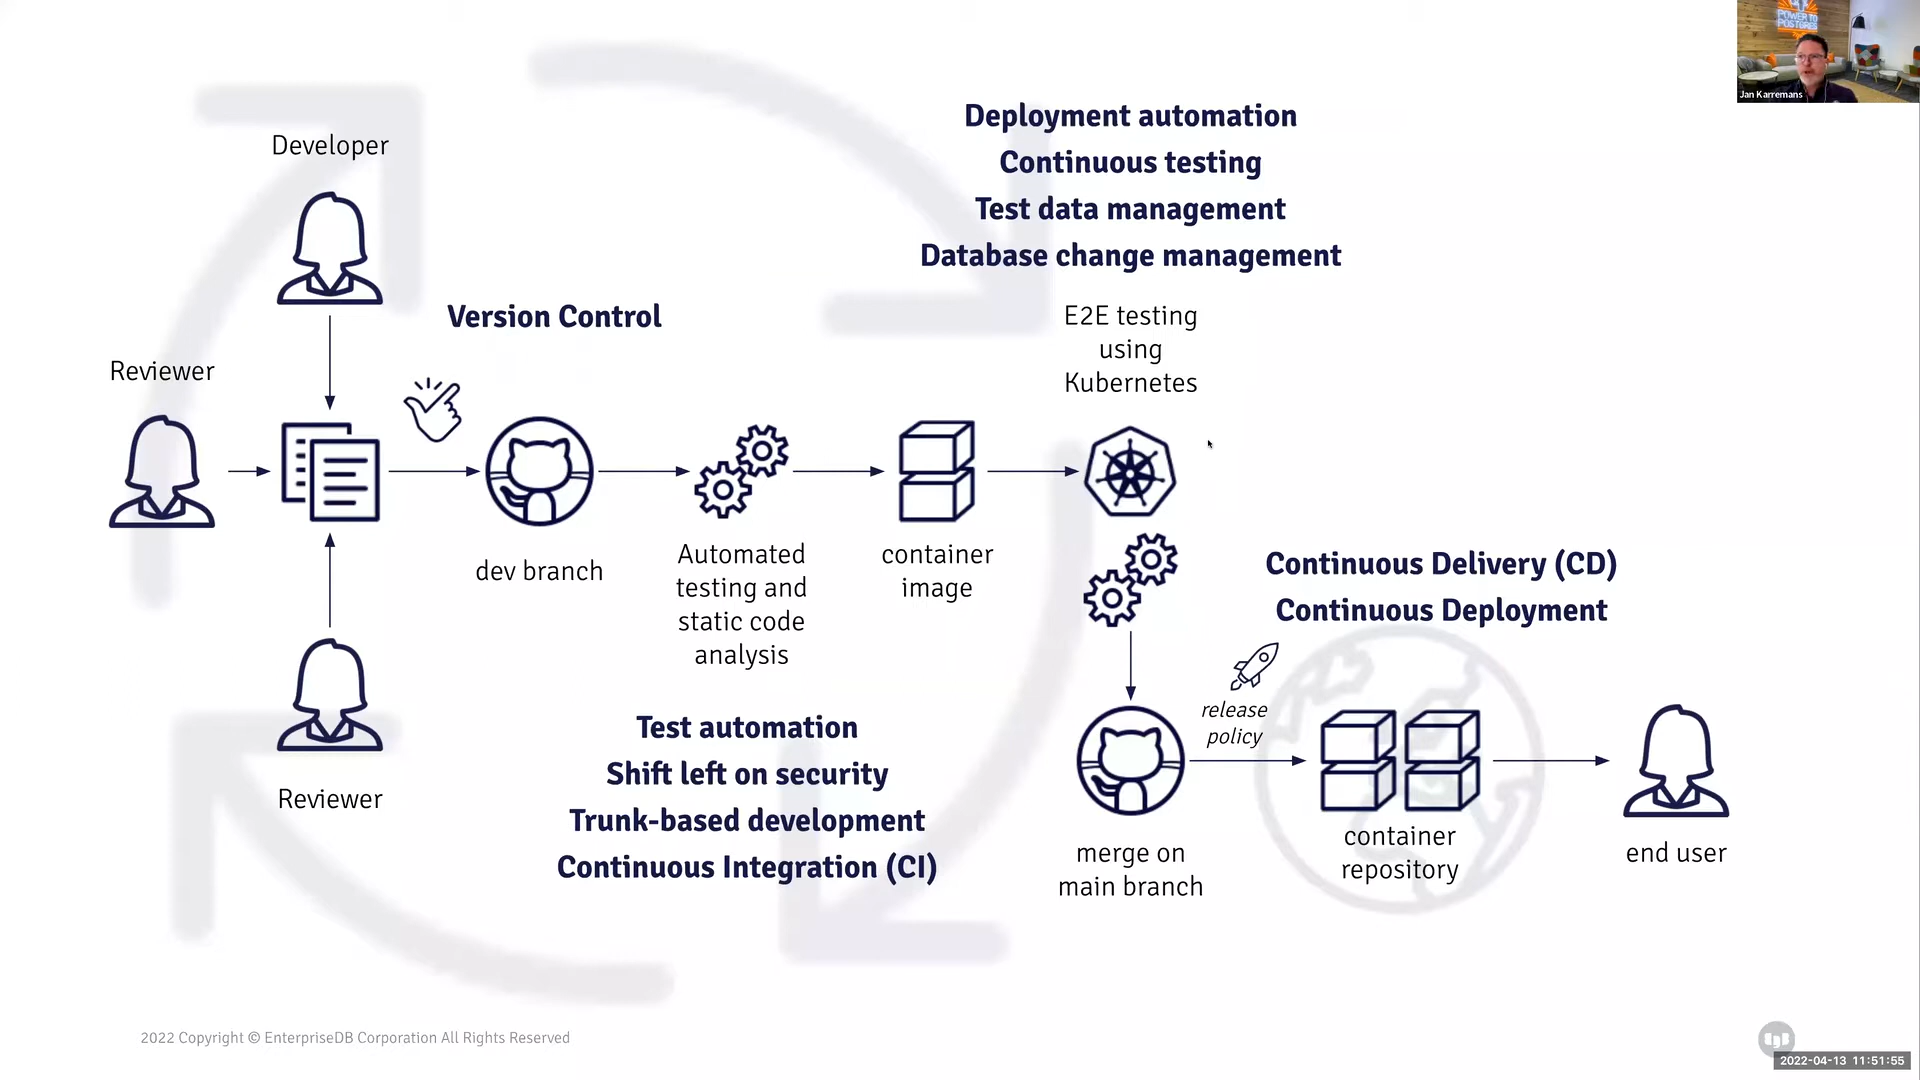 POWER TO
POSTGRES
Jan Karremans
Deployment automation
Continuous testing
Test data management
Database change management
Developer
Version Control
E2E testing
using
Kubernetes
Reviewer
dev branch
Automated
testing and
static code
analysis
container
image
Continuous Delivery (CD)
Continuous Deployment
release
policy
Test automation
Shift left on security
Trunk-based development
Continuous Integration (CI)
Reviewer
merge on
main branch
container
repository
end user
2022 Copyright © EnterpriseDB Corporation All Rights Reserved
2022-04-13 11:51:55